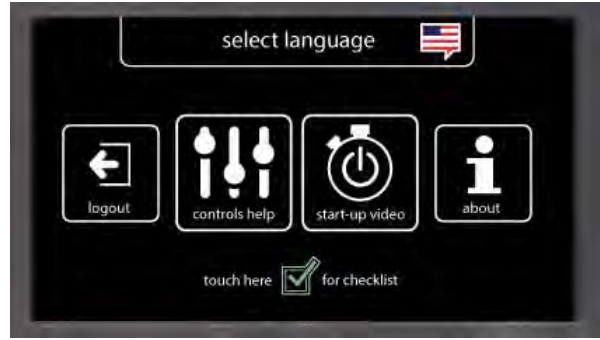 select language
logout
controls help
start-up video
about
touch here for checklist